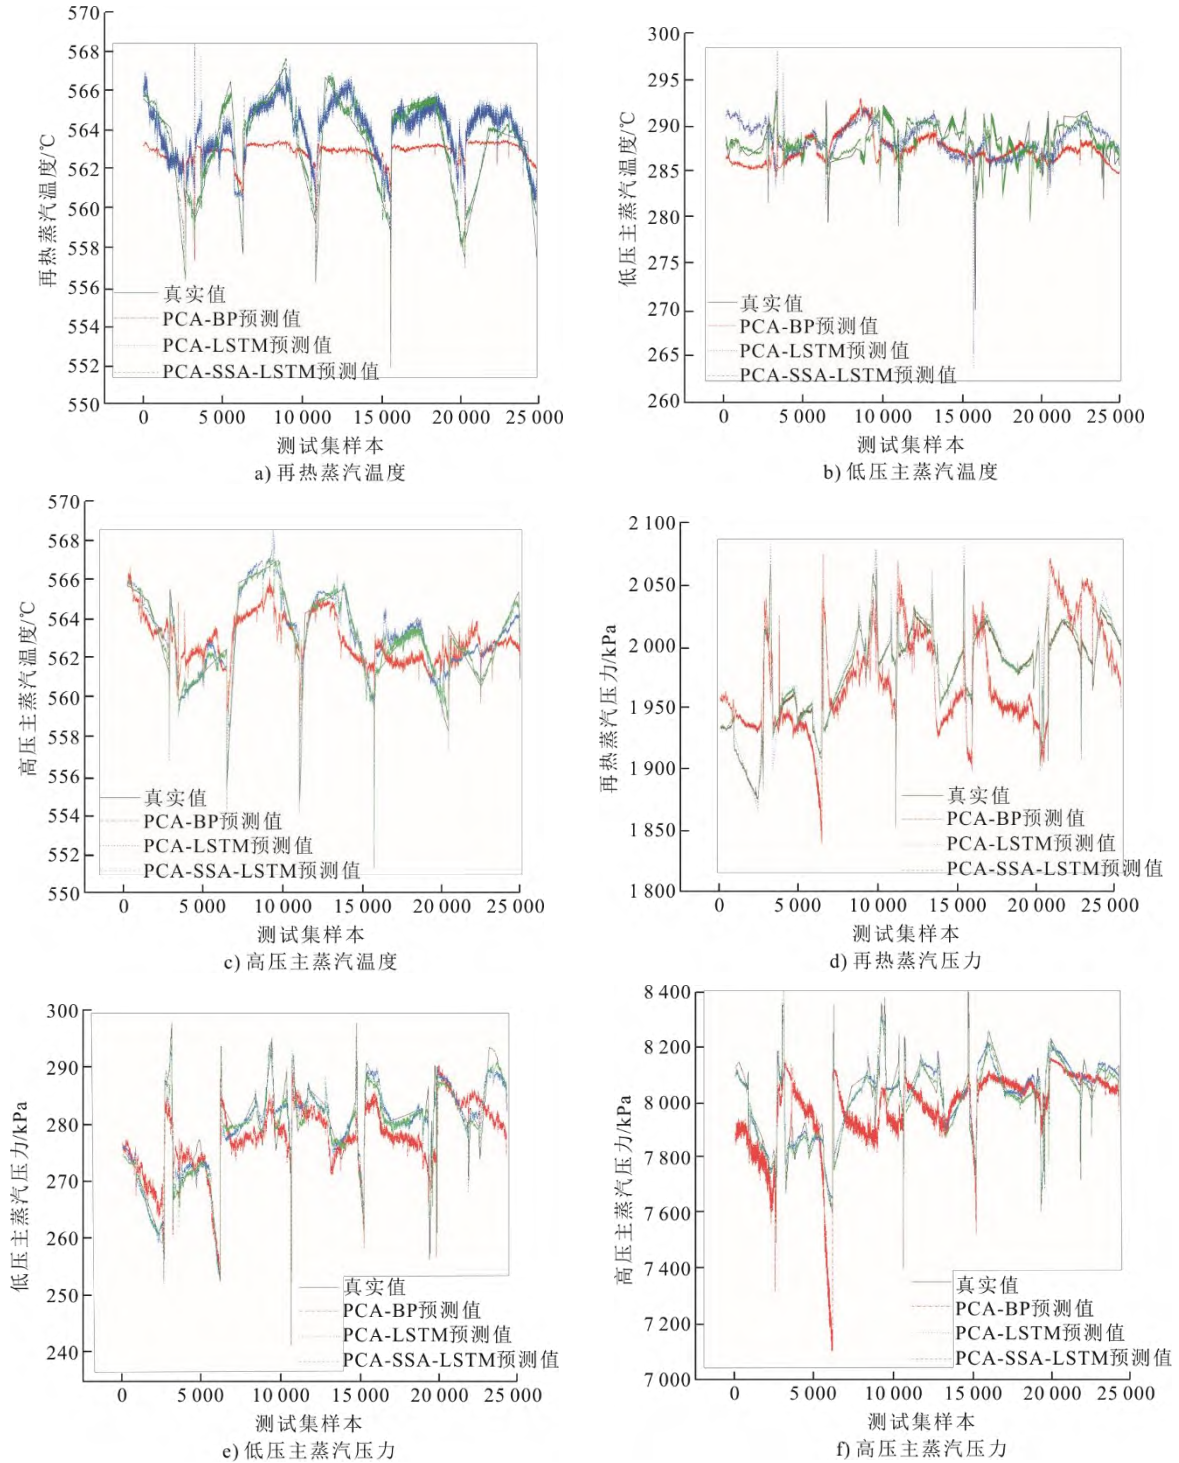 570
568
566
564
562
560
558
556
554
552
550
再热蒸汽温度/℃
真实值
PCA-BP预测值
PCA-LSTM预测值
PCA-SSA-LSTM预测值
0 5 000 10 000 15 000 20 000 25 000
测试集样本
a) 再热蒸汽温度
300
295
290
285
280
275
270
265
260
低压主蒸汽温度/℃
真实值
PCA-BP预测值
PCA-LSTM预测值
PCA-SSA-LSTM预测值
0 5 000 10 000 15 000 20 000 25 000
测试集样本
b) 低压主蒸汽温度
570
568
566
564
562
560
558
556
554
552
550
高压主蒸汽温度/℃
真实值
PCA-BP预测值
PCA-LSTM预测值
PCA-SSA-LSTM预测值
0 5 000 10 000 15 000 20 000 25 000
测试集样本
c) 高压主蒸汽温度
2 100
2 050
2 000
1 950
1 900
1 850
1 800
再热蒸汽压力/kPa
真实值
PCA-BP预测值
PCA-LSTM预测值
PCA-SSA-LSTM预测值
0 5 000 10 000 15 000 20 000 25 000
测试集样本
d) 再热蒸汽压力
300
290
280
270
260
250
240
低压主蒸汽压力/kPa
真实值
PCA-BP预测值
PCA-LSTM预测值
PCA-SSA-LSTM预测值
0 5 000 10 000 15 000 20 000 25 000
测试集样本
e) 低压主蒸汽压力
8 400
8 200
8 000
7 800
7 600
7 400
7 200
7 000
高压主蒸汽压力/kPa
真实值
PCA-BP预测值
PCA-LSTM预测值
PCA-SSA-LSTM预测值
0 5 000 10 000 15 000 20 000 25 000
测试集样本
f) 高压主蒸汽压力